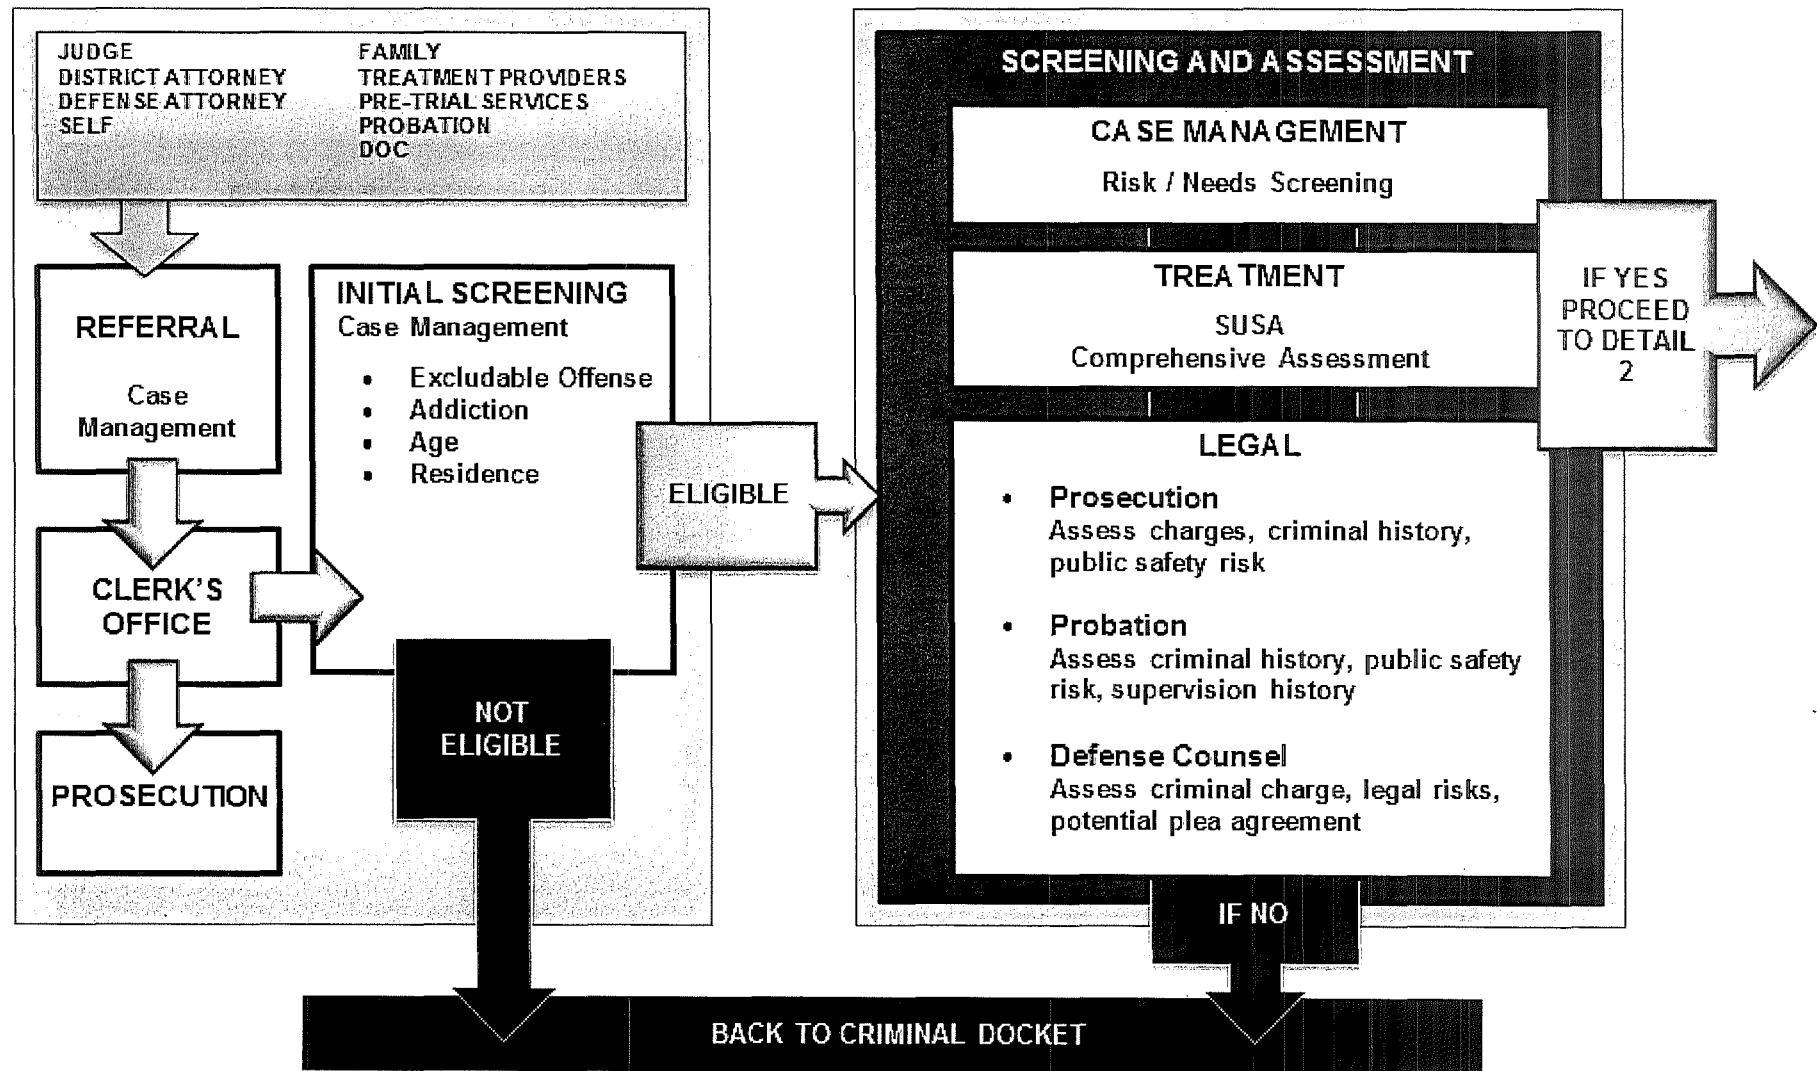 JUDGE
DISTRICT ATTORNEY
DEFENSE ATTORNEY
SELF
FAMILY
TREATMENT PROVIDERS
PRE-TRIAL SERVICES
PROBATION
DOC
REFERRAL
Case
Management
CLERK'S
OFFICE
PROSECUTION
INITIAL SCREENING
Case Management
• Excludable Offense
• Addiction
• Age
• Residence
ELIGIBLE
NOT
ELIGIBLE
SCREENING AND ASSESSMENT
CASE MANAGEMENT
Risk / Needs Screening
TREATMENT
SUSA
Comprehensive Assessment
LEGAL
• Prosecution
Assess charges, criminal history,
public safety risk
• Probation
Assess criminal history, public safety
risk, supervision history
• Defense Counsel
Assess criminal charge, legal risks,
potential plea agreement
IF YES
PROCEED
TO DETAIL
2
IF NO
BACK TO CRIMINAL DOCKET